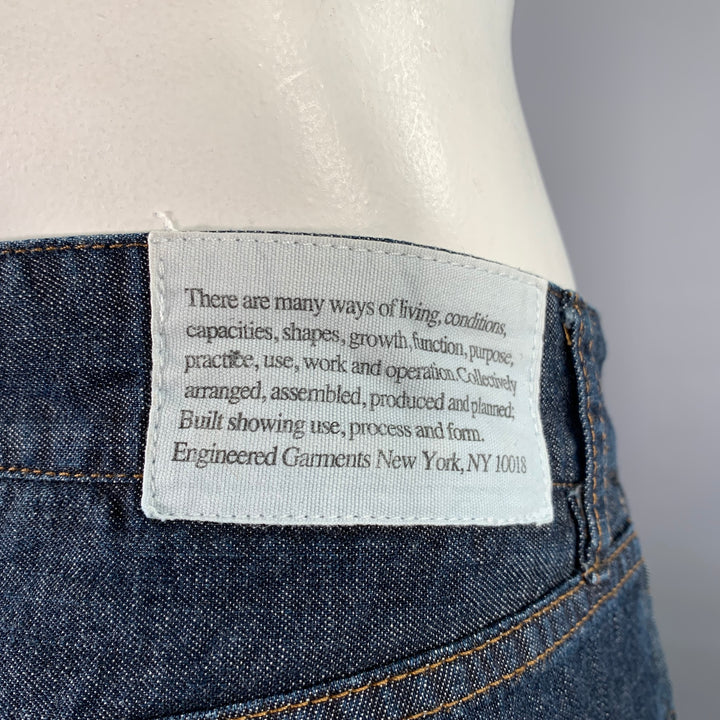 There are many ways of living, conditions,
capacities, shapes, growth, function, purpose,
practice, use, work and operation. Collectively
arranged, assembled, produced and planned;
Built showing use, process and form.
Engineered Garments New York, NY 10018